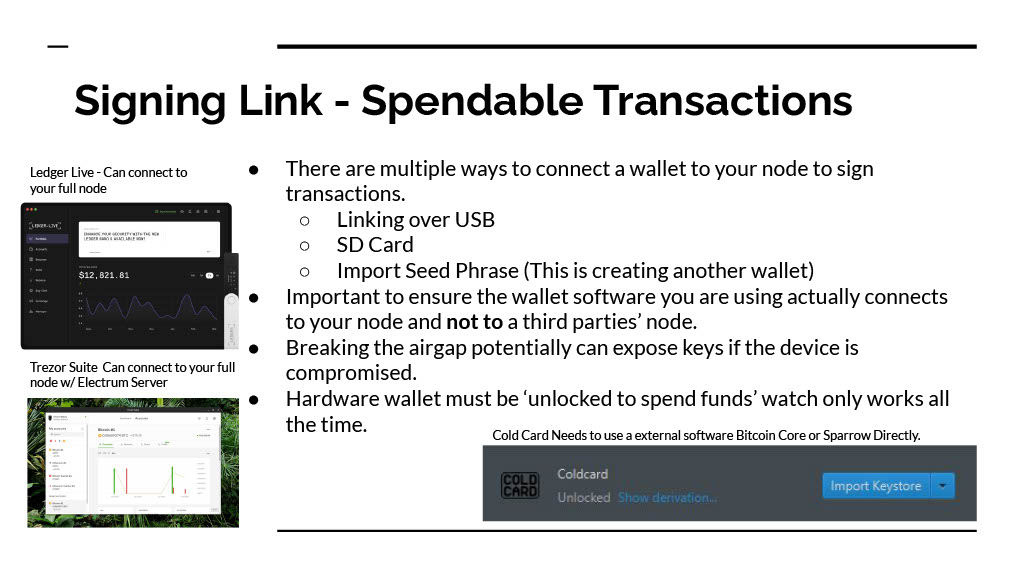 Signing Link - Spendable Transactions
Ledger Live - Can connect to
your full node
LEDGER LIVE
ENHANCE YOUR SECURITY WITH THE NEW
$12,821.81
Trezor Suite Can connect to your full
node w/ Electrum Server
● There are multiple ways to connect a wallet to your node to sign
transactions.
○ Linking over USB
○ SD Card
○ Import Seed Phrase (This is creating another wallet)
● Important to ensure the wallet software you are using actually connects
to your node and not to a third parties’ node.
● Breaking the airgap potentially can expose keys if the device is
compromised.
● Hardware wallet must be ‘unlocked to spend funds’ watch only works all
the time.
Cold Card Needs to use a external software Bitcoin Core or Sparrow Directly.
COLD
CARD
Coldcard
Unlocked Show derivation...
Import Keystore